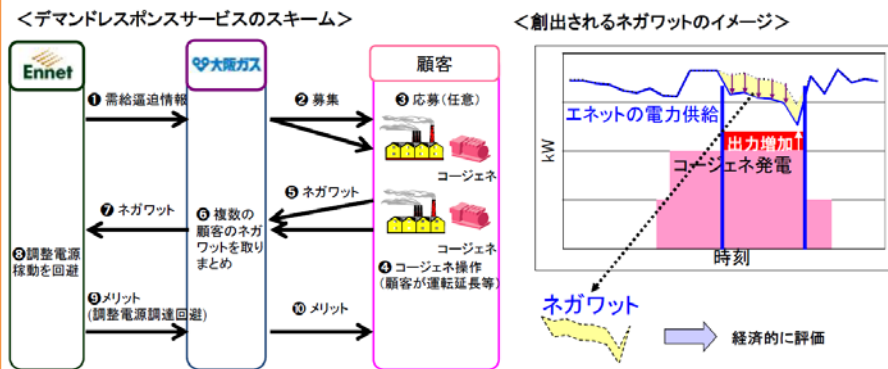 ＜デマンドレスポンスサービスのスキーム＞
Ennet
大阪ガス
顧客
❶需給逼迫情報
❷募集
❸応募(任意)
コージェネ
❺ネガワット
❼ネガワット
❻複数の
顧客のネガ
ワットを取り
まとめ
コージェネ
❽調整電源
稼動を回避
❹コージェネ操作
(顧客が運転延長等)
❾メリット
(調整電源調達回避)
❿メリット
＜創出されるネガワットのイメージ＞
エネットの電力供給
kW
出力増加
コージェネ発電
時刻
ネガワット
経済的に評価